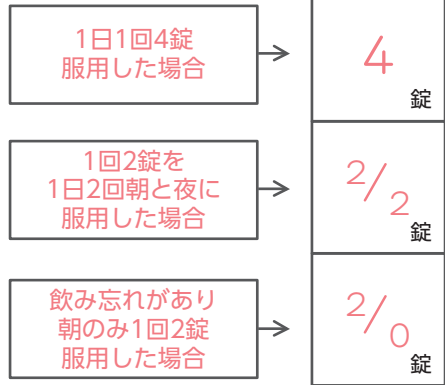 1日1回4錠
服用した場合
4
錠
1回2錠を
1日2回朝と夜に
服用した場合
2/2
錠
飲み忘れがあり
朝のみ1回2錠
服用した場合
2/0
錠